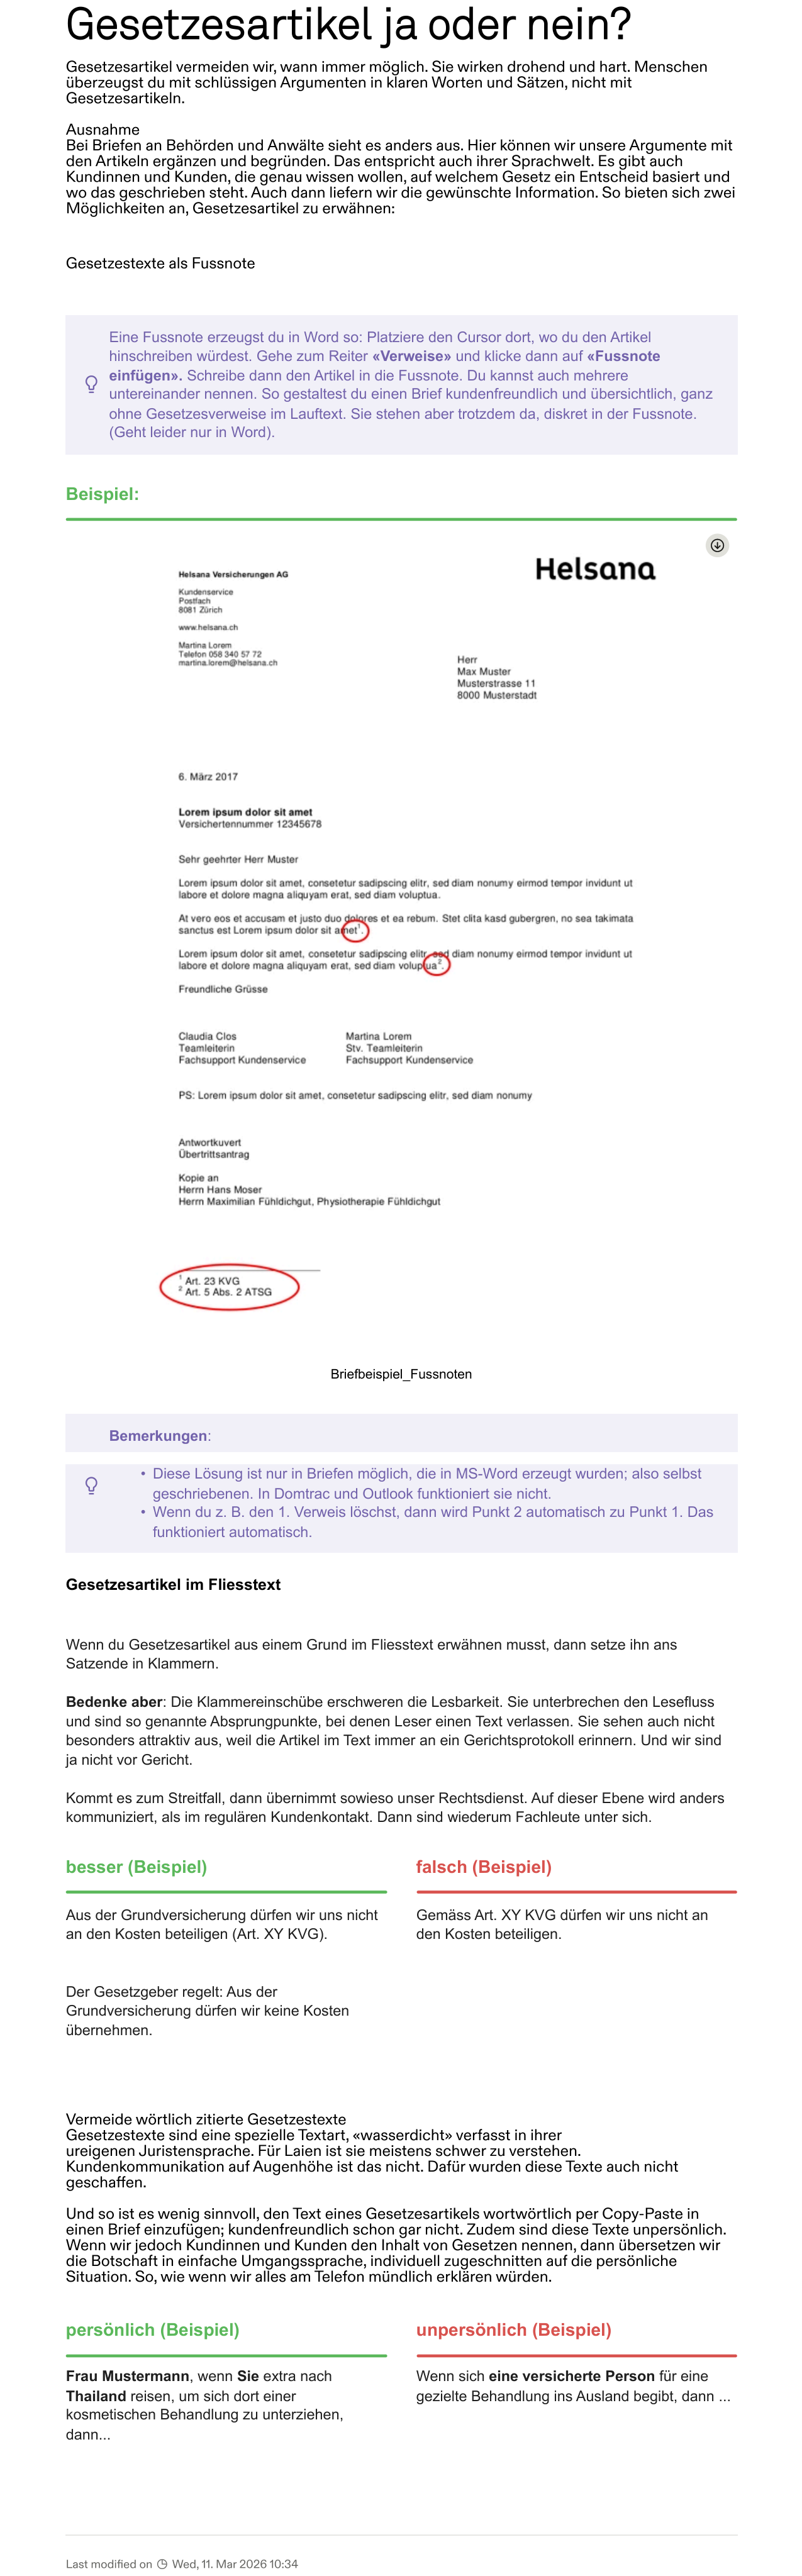 Gesetzesartikel ja oder nein?
Gesetzesartikel vermeiden wir, wann immer möglich. Sie wirken drohend und hart. Menschen
überzeugst du mit schlüssigen Argumenten in klaren Worten und Sätzen, nicht mit
Gesetzesartikeln.
Ausnahme
Bei Briefen an Behörden und Anwälte sieht es anders aus. Hier können wir unsere Argumente mit
den Artikeln ergänzen und begründen. Das entspricht auch ihrer Sprachwelt. Es gibt auch
Kundinnen und Kunden, die genau wissen wollen, auf welchem Gesetz ein Entscheid basiert und
wo das geschrieben steht. Auch dann liefern wir die gewünschte Information. So bieten sich zwei
Möglichkeiten an, Gesetzesartikel zu erwähnen:
Gesetzestexte als Fussnote
Eine Fussnote erzeugst du in Word so: Platziere den Cursor dort, wo du den Artikel
hinschreiben würdest. Gehe zum Reiter «Verweise» und klicke dann auf «Fussnote
einfügen». Schreibe dann den Artikel in die Fussnote. Du kannst auch mehrere
untereinander nennen. So gestaltest du einen Brief kundenfreundlich und übersichtlich, ganz
ohne Gesetzesverweise im Lauftext. Sie stehen aber trotzdem da, diskret in der Fussnote.
(Geht leider nur in Word).
Beispiel:
Helsana
Helsana Versicherungen AG
Kundenservice
Postfach
8081 Zürich
www.helsana.ch
Martina Lorem
Telefon 058 340 57 72
martina.lorem@helsana.ch
Herr
Max Muster
Musterstrasse 11
8000 Musterstadt
6. März 2017
Lorem ipsum dolor sit amet
Versichertennummer 12345678
Sehr geehrter Herr Muster
Lorem ipsum dolor sit amet, consetetur sadipscing elitr, sed diam nonumy eirmod tempor invidunt ut
labore et dolore magna aliquyam erat, sed diam voluptua.
At vero eos et accusam et justo duo dolores et ea rebum. Stet clita kasd gubergren, no sea takimata
sanctus est Lorem ipsum dolor sit amet¹.
Lorem ipsum dolor sit amet, consetetur sadipscing elitr, sed diam nonumy eirmod tempor invidunt ut
labore et dolore magna aliquyam erat, sed diam voluptua².
Freundliche Grüsse
Claudia Clos Martina Lorem
Teamleiterin Stv. Teamleiterin
Fachsupport Kundenservice Fachsupport Kundenservice
PS: Lorem ipsum dolor sit amet, consetetur sadipscing elitr, sed diam nonumy
Antwortkuvert
Übertrittsantrag
Kopie an
Herrn Hans Moser
Herrn Maximilian Fühldichgut, Physiotherapie Fühldichgut
¹ Art. 23 KVG
² Art. 5 Abs. 2 ATSG
Briefbeispiel_Fussnoten
Bemerkungen:
• Diese Lösung ist nur in Briefen möglich, die in MS-Word erzeugt wurden; also selbst
geschriebenen. In Domtrac und Outlook funktioniert sie nicht.
• Wenn du z. B. den 1. Verweis löschst, dann wird Punkt 2 automatisch zu Punkt 1. Das
funktioniert automatisch.
Gesetzesartikel im Fliesstext
Wenn du Gesetzesartikel aus einem Grund im Fliesstext erwähnen musst, dann setze ihn ans
Satzende in Klammern.
Bedenke aber: Die Klammereinschübe erschweren die Lesbarkeit. Sie unterbrechen den Lesefluss
und sind so genannte Absprungpunkte, bei denen Leser einen Text verlassen. Sie sehen auch nicht
besonders attraktiv aus, weil die Artikel im Text immer an ein Gerichtsprotokoll erinnern. Und wir sind
ja nicht vor Gericht.
Kommt es zum Streitfall, dann übernimmt sowieso unser Rechtsdienst. Auf dieser Ebene wird anders
kommuniziert, als im regulären Kundenkontakt. Dann sind wiederum Fachleute unter sich.
besser (Beispiel)
Aus der Grundversicherung dürfen wir uns nicht
an den Kosten beteiligen (Art. XY KVG).
Der Gesetzgeber regelt: Aus der
Grundversicherung dürfen wir keine Kosten
übernehmen.
falsch (Beispiel)
Gemäss Art. XY KVG dürfen wir uns nicht an
den Kosten beteiligen.
Vermeide wörtlich zitierte Gesetzestexte
Gesetzestexte sind eine spezielle Textart, «wasserdicht» verfasst in ihrer
ureigenen Juristensprache. Für Laien ist sie meistens schwer zu verstehen.
Kundenkommunikation auf Augenhöhe ist das nicht. Dafür wurden diese Texte auch nicht
geschaffen.
Und so ist es wenig sinnvoll, den Text eines Gesetzesartikels wortwörtlich per Copy-Paste in
einen Brief einzufügen; kundenfreundlich schon gar nicht. Zudem sind diese Texte unpersönlich.
Wenn wir jedoch Kundinnen und Kunden den Inhalt von Gesetzen nennen, dann übersetzen wir
die Botschaft in einfache Umgangssprache, individuell zugeschnitten auf die persönliche
Situation. So, wie wenn wir alles am Telefon mündlich erklären würden.
persönlich (Beispiel)
Frau Mustermann, wenn Sie extra nach
Thailand reisen, um sich dort einer
kosmetischen Behandlung zu unterziehen,
dann...
unpersönlich (Beispiel)
Wenn sich eine versicherte Person für eine
gezielte Behandlung ins Ausland begibt, dann ...
Last modified on Wed, 11. Mar 2026 10:34